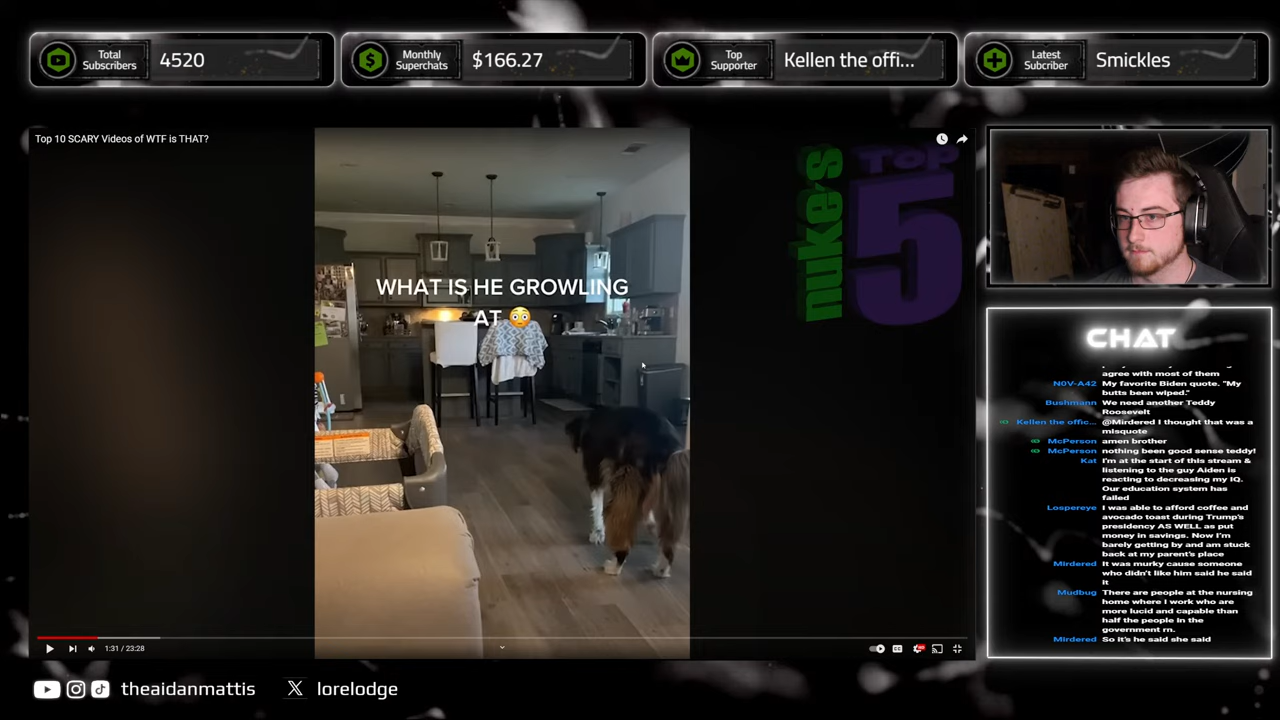 Total
Subscribers
4520
Monthly
Superchats
$166.27
Top
Supporter
Kellen the offi...
Latest
Subcriber
Smickles
Top 10 SCARY Videos of WTF is THAT?
nuke's
Top
5
WHAT IS HE GROWLING
AT 😳
1:31 / 23:28
CHAT
agree with most of them
N0V-A42 My favorite Biden quote. "My
butts been wiped."
Bushmann We need another Teddy
Roosevelt
Kellen the offic... @Mirdered I thought that was a
misquote
McPerson amen brother
McPerson nothing been good sense teddy!
Kat I'm at the start of this stream &
listening to the guy Aiden is
reacting to decreasing my IQ.
Our education system has
failed
Lospereye I was able to afford coffee and
avocado toast during Trump's
presidency AS WELL as put
money in savings. Now I'm
barely getting by and am stuck
back at my parent's place
Mirdered It was murky cause someone
who didn't like him said he said
it
Mudbug There are people at the nursing
home where I work who are
more lucid and capable than
half the people in the
government rn.
Mirdered So it's he said she said
theaidanmattis
lorelodge